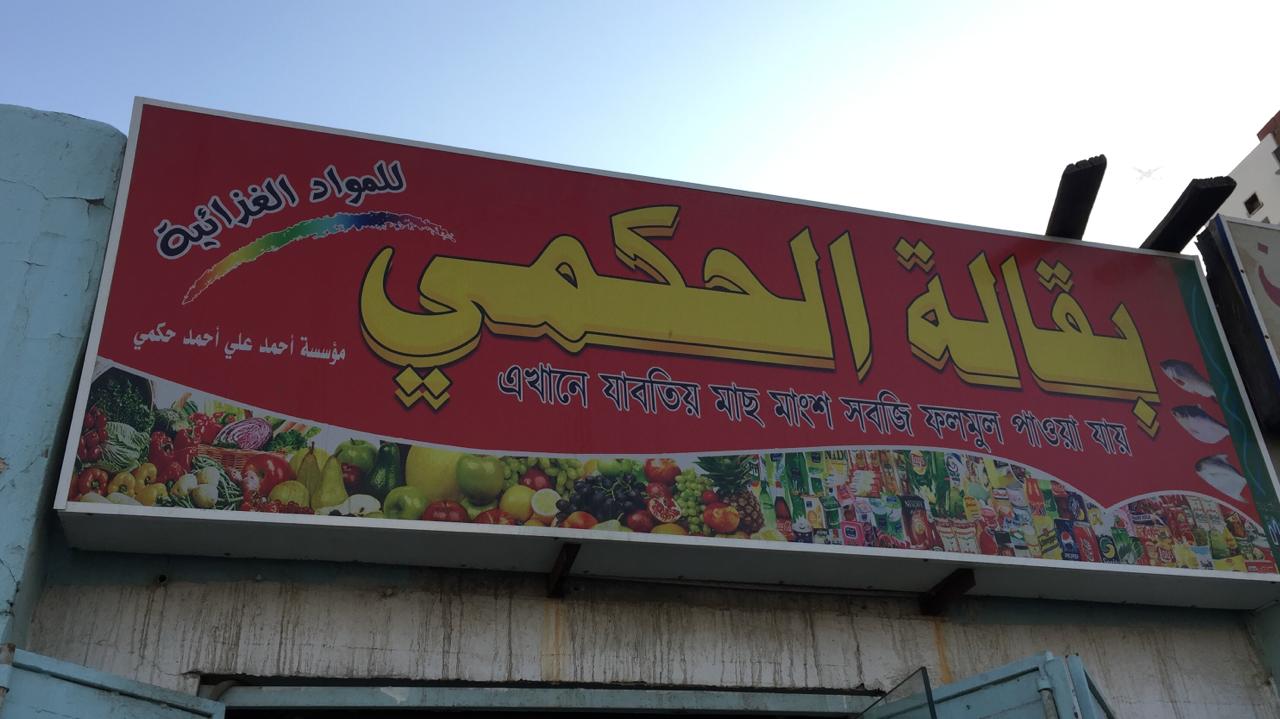 بقالة الحكمي
للمواد الغذائية
مؤسسة أحمد علي أحمد حكمي
এখানে যাবতিয় মাছ মাংশ সবজি ফলমুল পাওয়া যায়